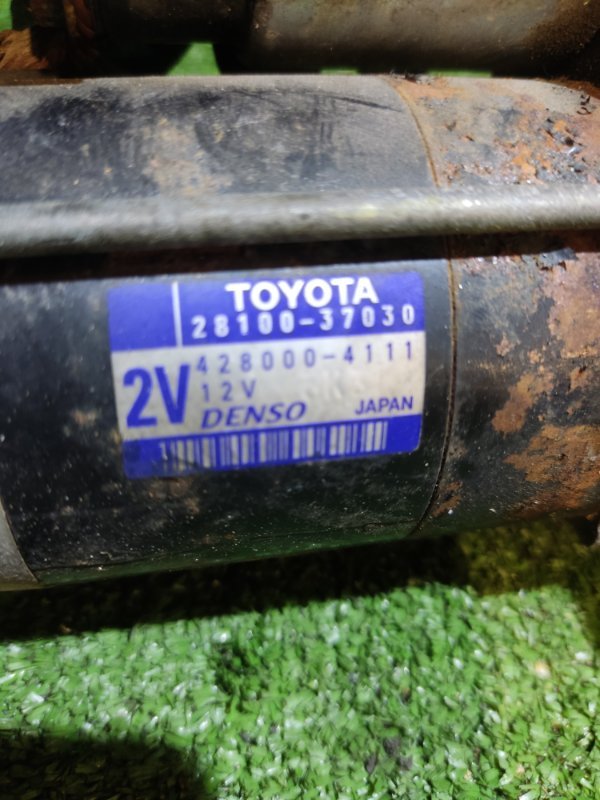 TOYOTA
28100-37030
2V
428000-4111
12V
DENSO JAPAN